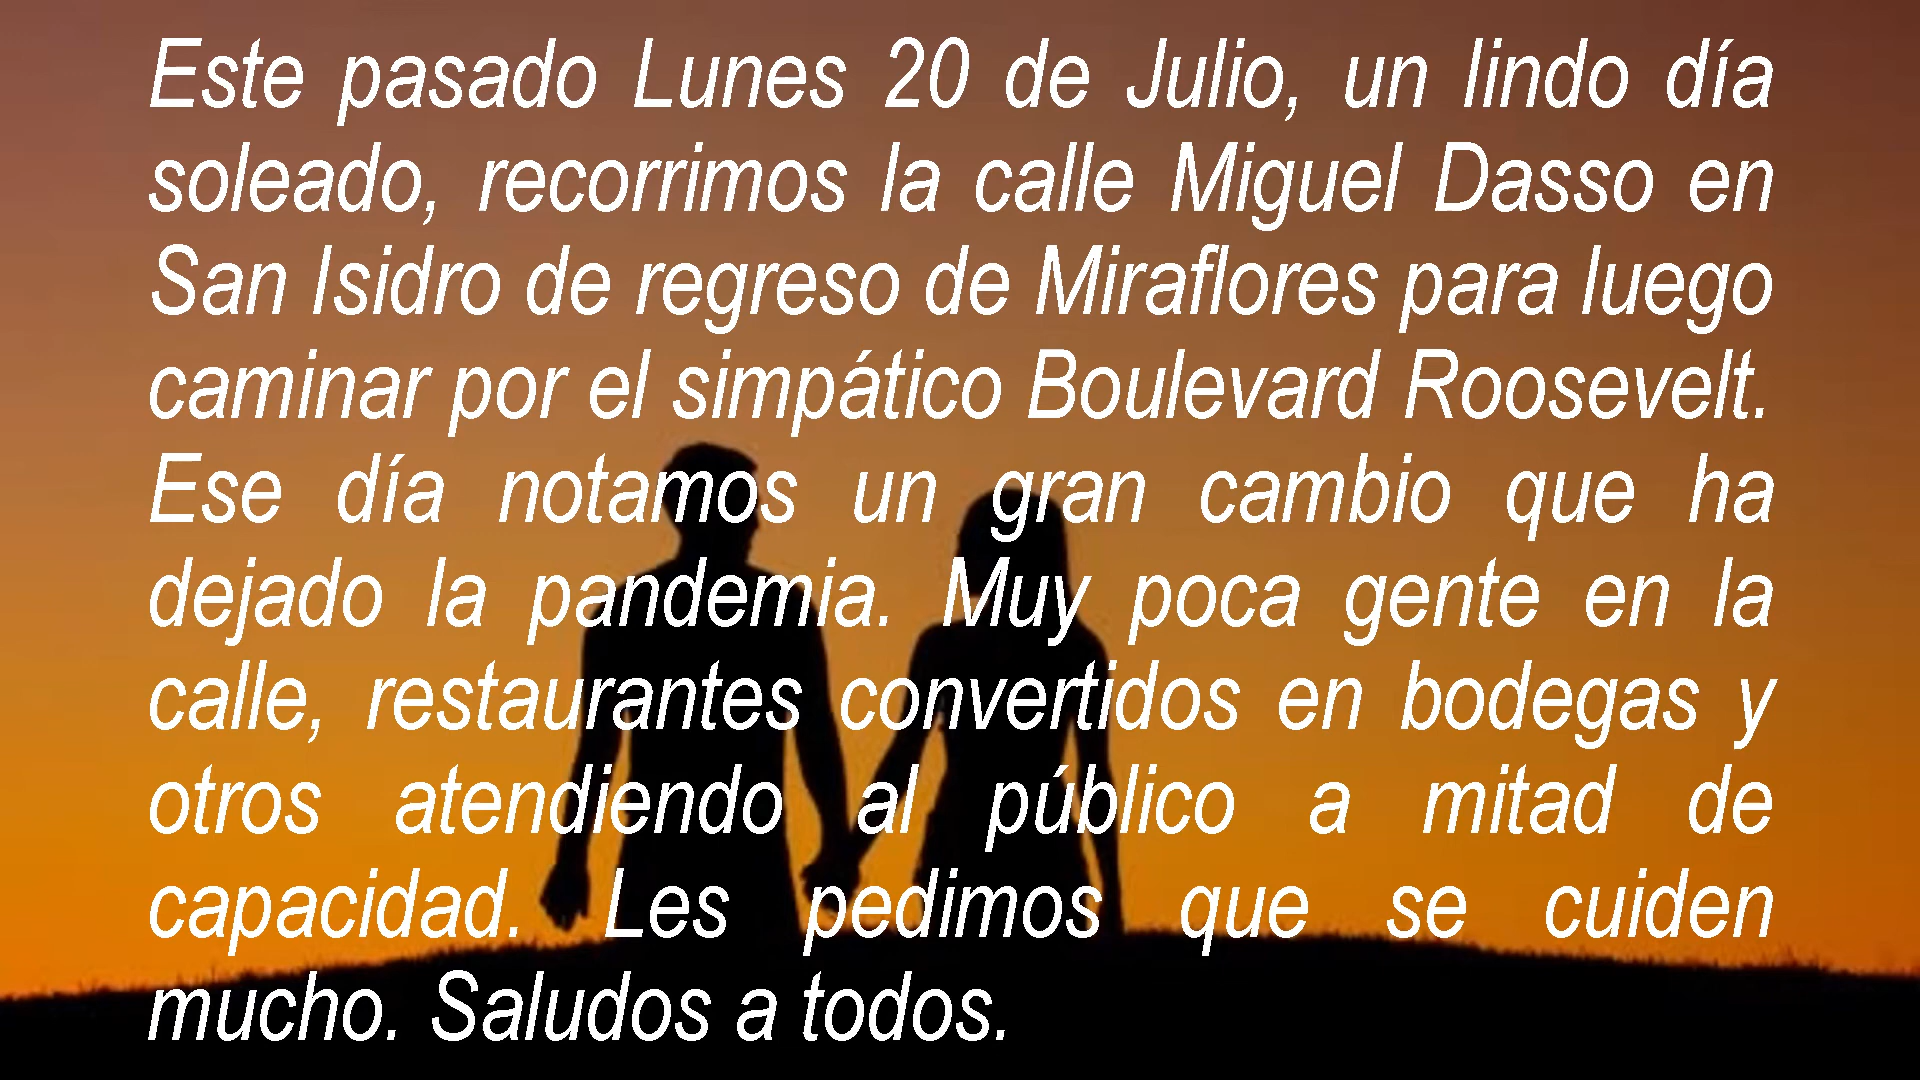 Este pasado Lunes 20 de Julio, un lindo día
soleado, recorrimos la calle Miguel Dasso en
San Isidro de regreso de Miraflores para luego
caminar por el simpático Boulevard Roosevelt.
Ese día notamos un gran cambio que ha
dejado la pandemia. Muy poca gente en la
calle, restaurantes convertidos en bodegas y
otros atendiendo al público a mitad de
capacidad. Les pedimos que se cuiden
mucho. Saludos a todos.